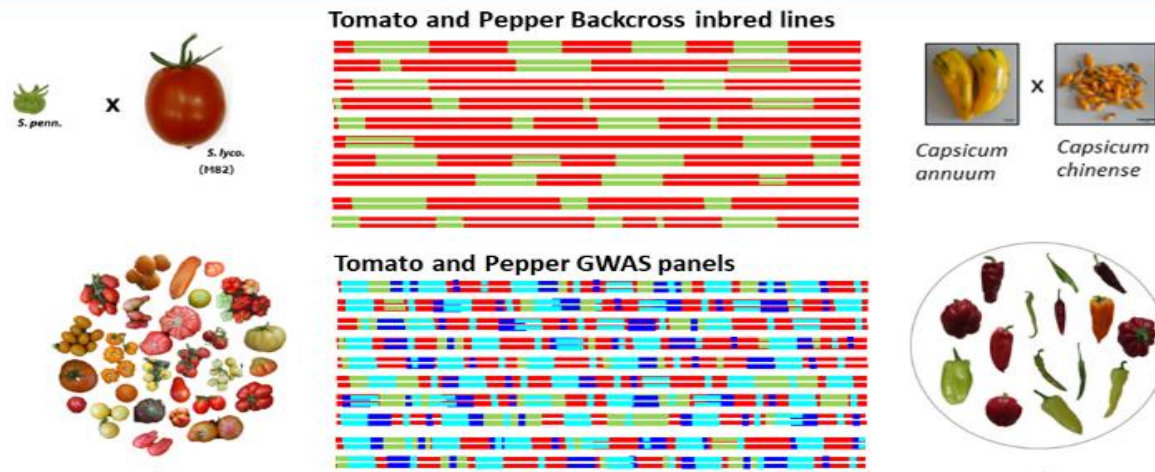 Tomato and Pepper Backcross inbred lines
S. penn.
x
S. lyco.
(M82)
x
Capsicum
annuum
Capsicum
chinense
Tomato and Pepper GWAS panels